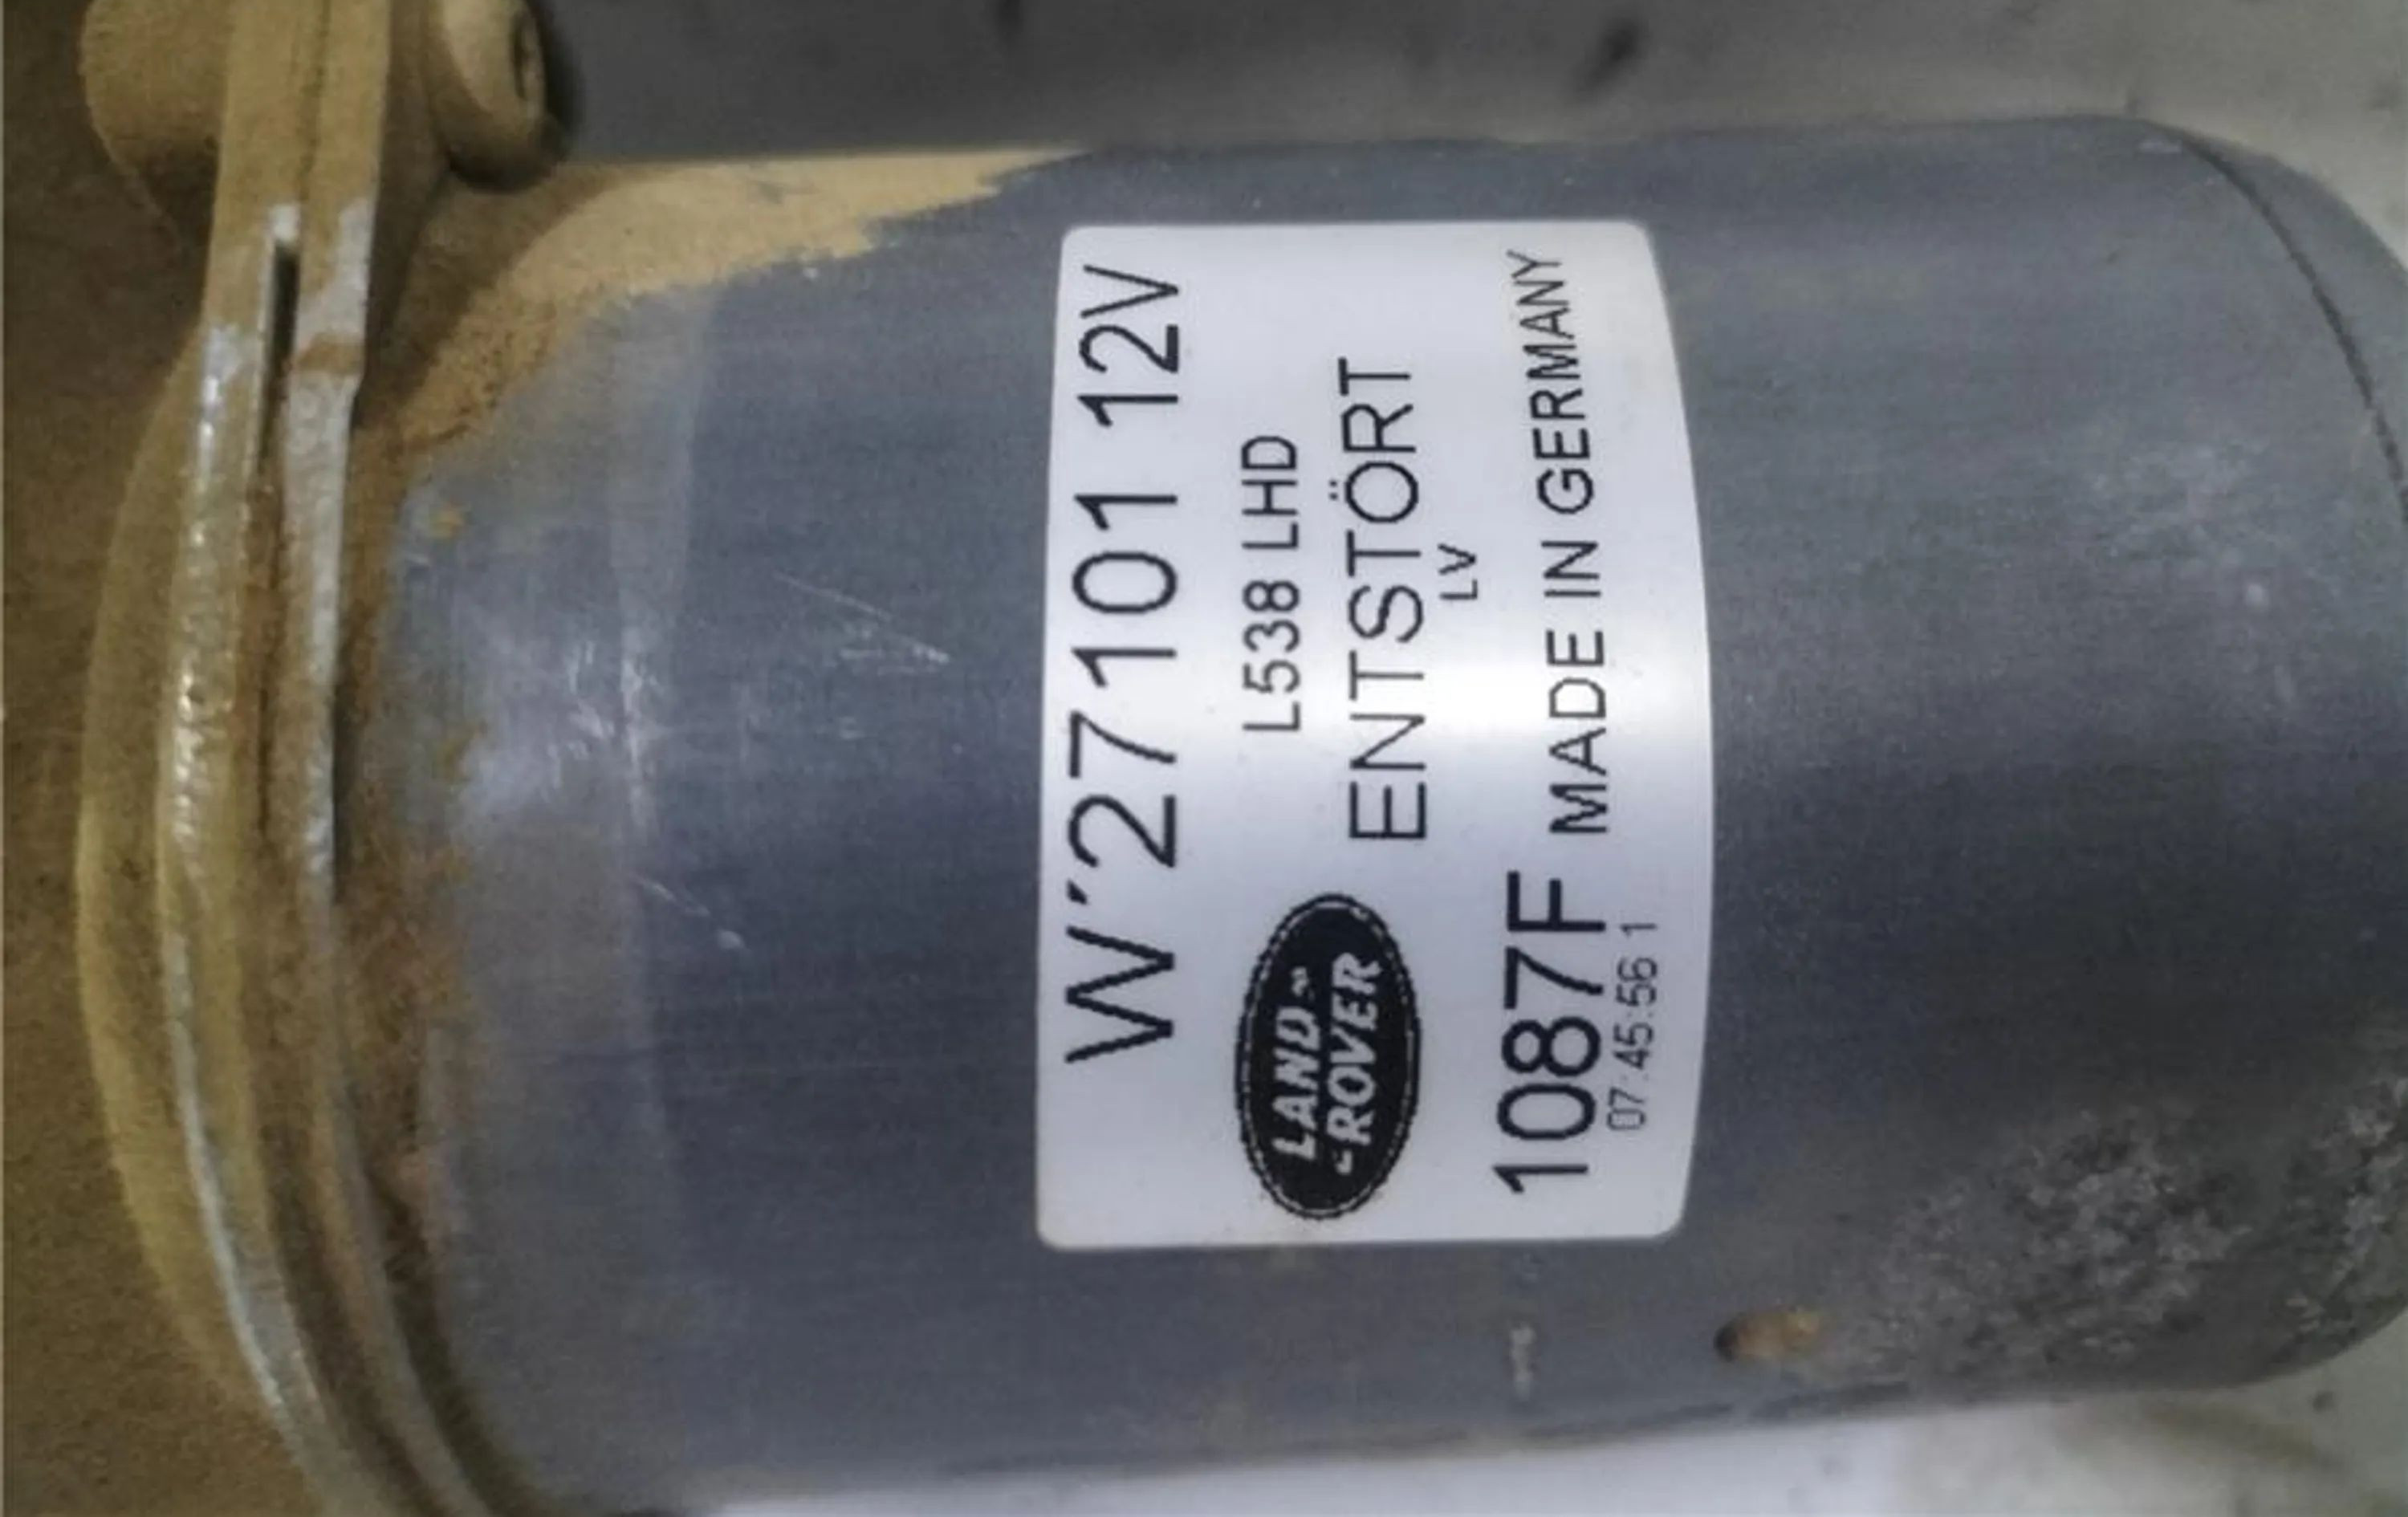 W´27101 12V
L538 LHD
ENTSTÖRT
LV
LAND
ROVER
1087F MADE IN GERMANY
07:45:56 1